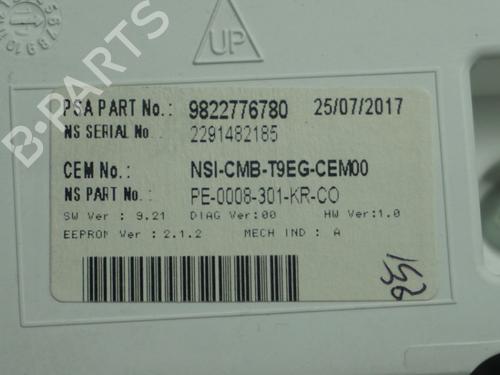 UP
PSA PART No.: 9822776780 25/07/2017
NS SERIAL No. 2291482185
CEM No.: NSI-CMB-T9EG-CEM00
NS PART No.: PE-0008-301-KR-CO
SW Ver : 9.21 DIAG Ver:00 HW Ver:1.0
EEPROM Ver : 2.1.2 MECH IND : A
B-PARTS